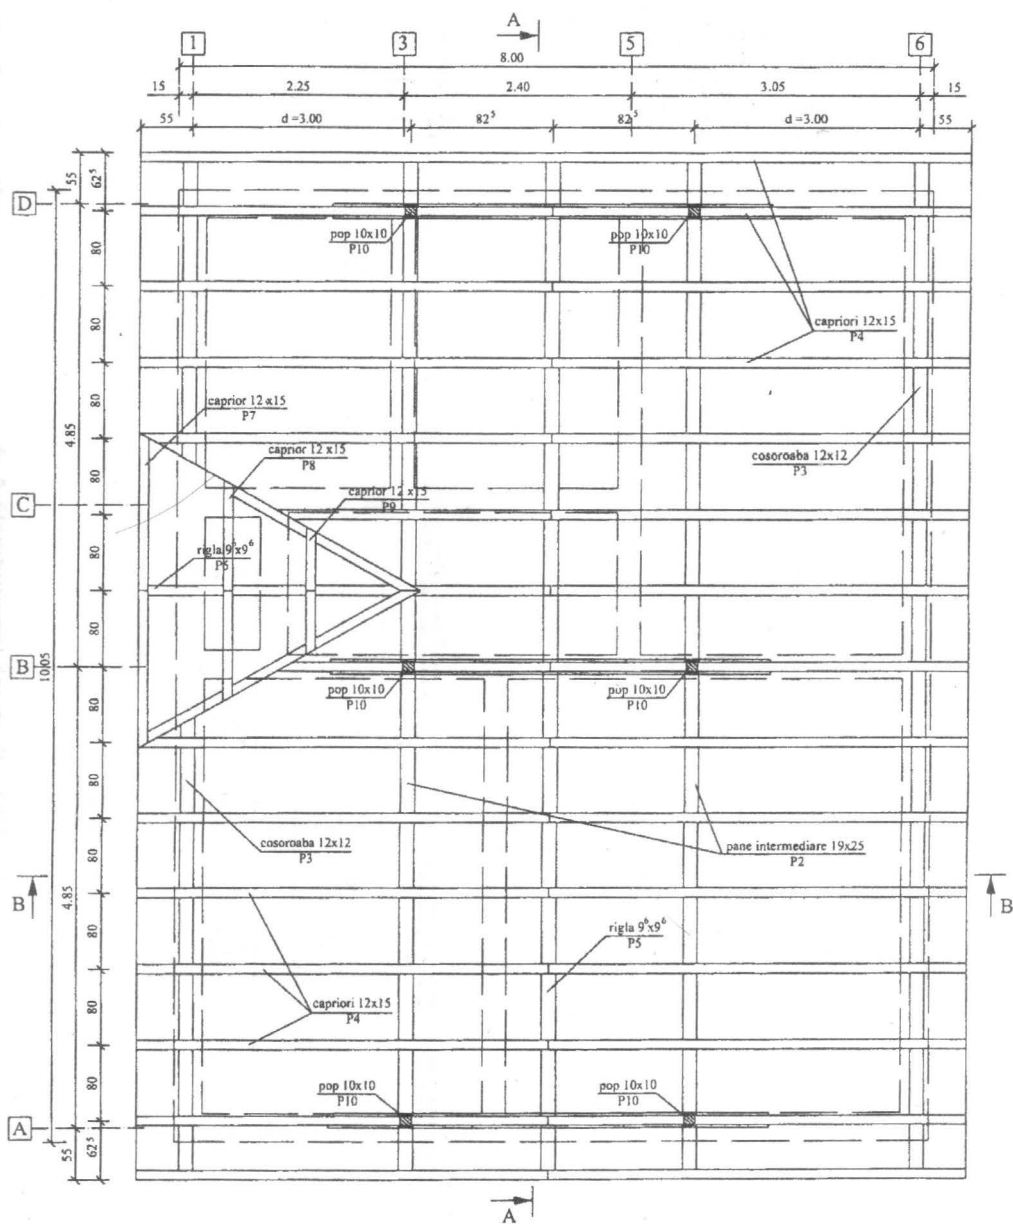 A
1
3
5
6
8.00
15
2.25
2.40
3.05
15
55
d =3.00
82⁵
82⁵
d =3.00
55
55
62⁵
D
pop 10x10
P10
pop 10x10
P10
80
80
capriori 12x15
P4
80
caprior 12 x15
P7
4.85
caprior 12 x15
P8
cosoroaba 12x12
P3
80
caprior 12 x15
P9
C
80
rigla 9⁶x9⁶
P5
80
B
10.05
pop 10x10
P10
pop 10x10
P10
80
80
cosoroaba 12x12
P3
pane intermediare 19x25
P2
80
B
B
4.85
80
rigla 9⁶x9⁶
P5
80
capriori 12x15
P4
80
pop 10x10
P10
pop 10x10
P10
A
55
62⁵
A